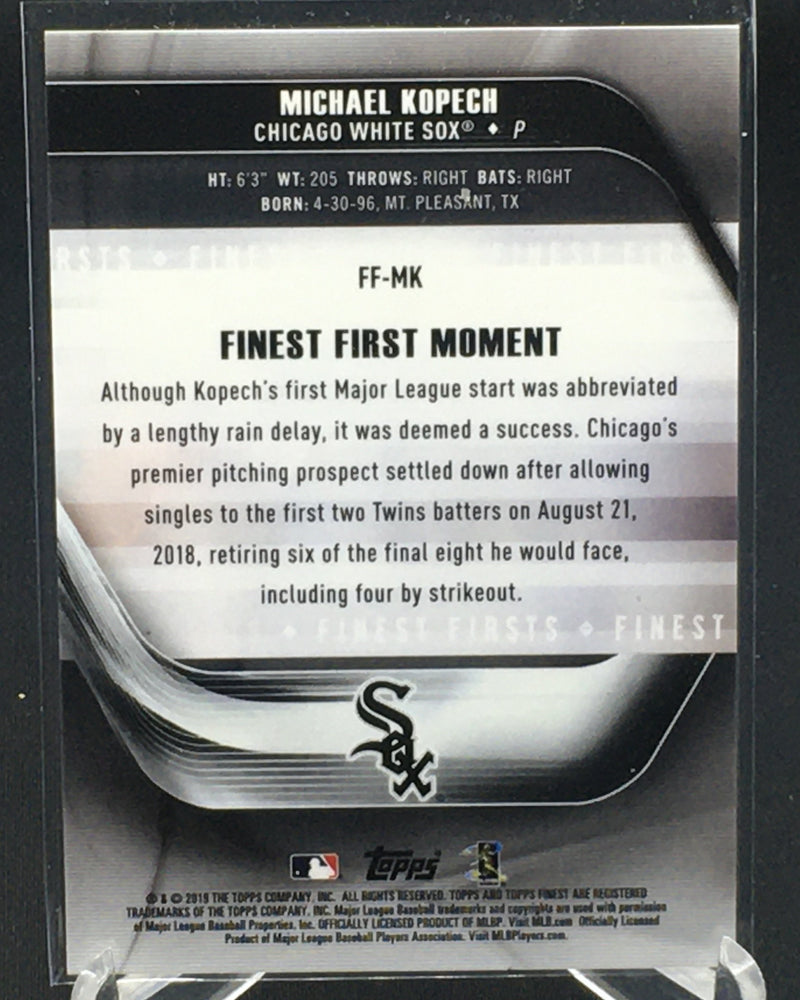 MICHAEL KOPECH
CHICAGO WHITE SOX® ♦ P
HT: 6'3" WT: 205 THROWS: RIGHT BATS: RIGHT
BORN: 4-30-96, MT. PLEASANT, TX
RSTS ♦ FINEST FIRSTS
FF-MK
FINEST FIRST MOMENT
Although Kopech's first Major League start was abbreviated
by a lengthy rain delay, it was deemed a success. Chicago's
premier pitching prospect settled down after allowing
singles to the first two Twins batters on August 21,
2018, retiring six of the final eight he would face,
including four by strikeout.
♦ FINEST FIRSTS ♦ FINEST
Sox
Topps
® & © 2019 THE TOPPS COMPANY, INC. ALL RIGHTS RESERVED. TOPPS AND TOPPS FINEST ARE REGISTERED
TRADEMARKS OF THE TOPPS COMPANY, INC. Major League Baseball trademarks and copyrights are used with permission
of Major League Baseball Properties, Inc. OFFICIALLY LICENSED PRODUCT OF MLBP. Visit MLB.com Officially Licensed
Product of Major League Baseball Players Association. Visit MLBPlayers.com.